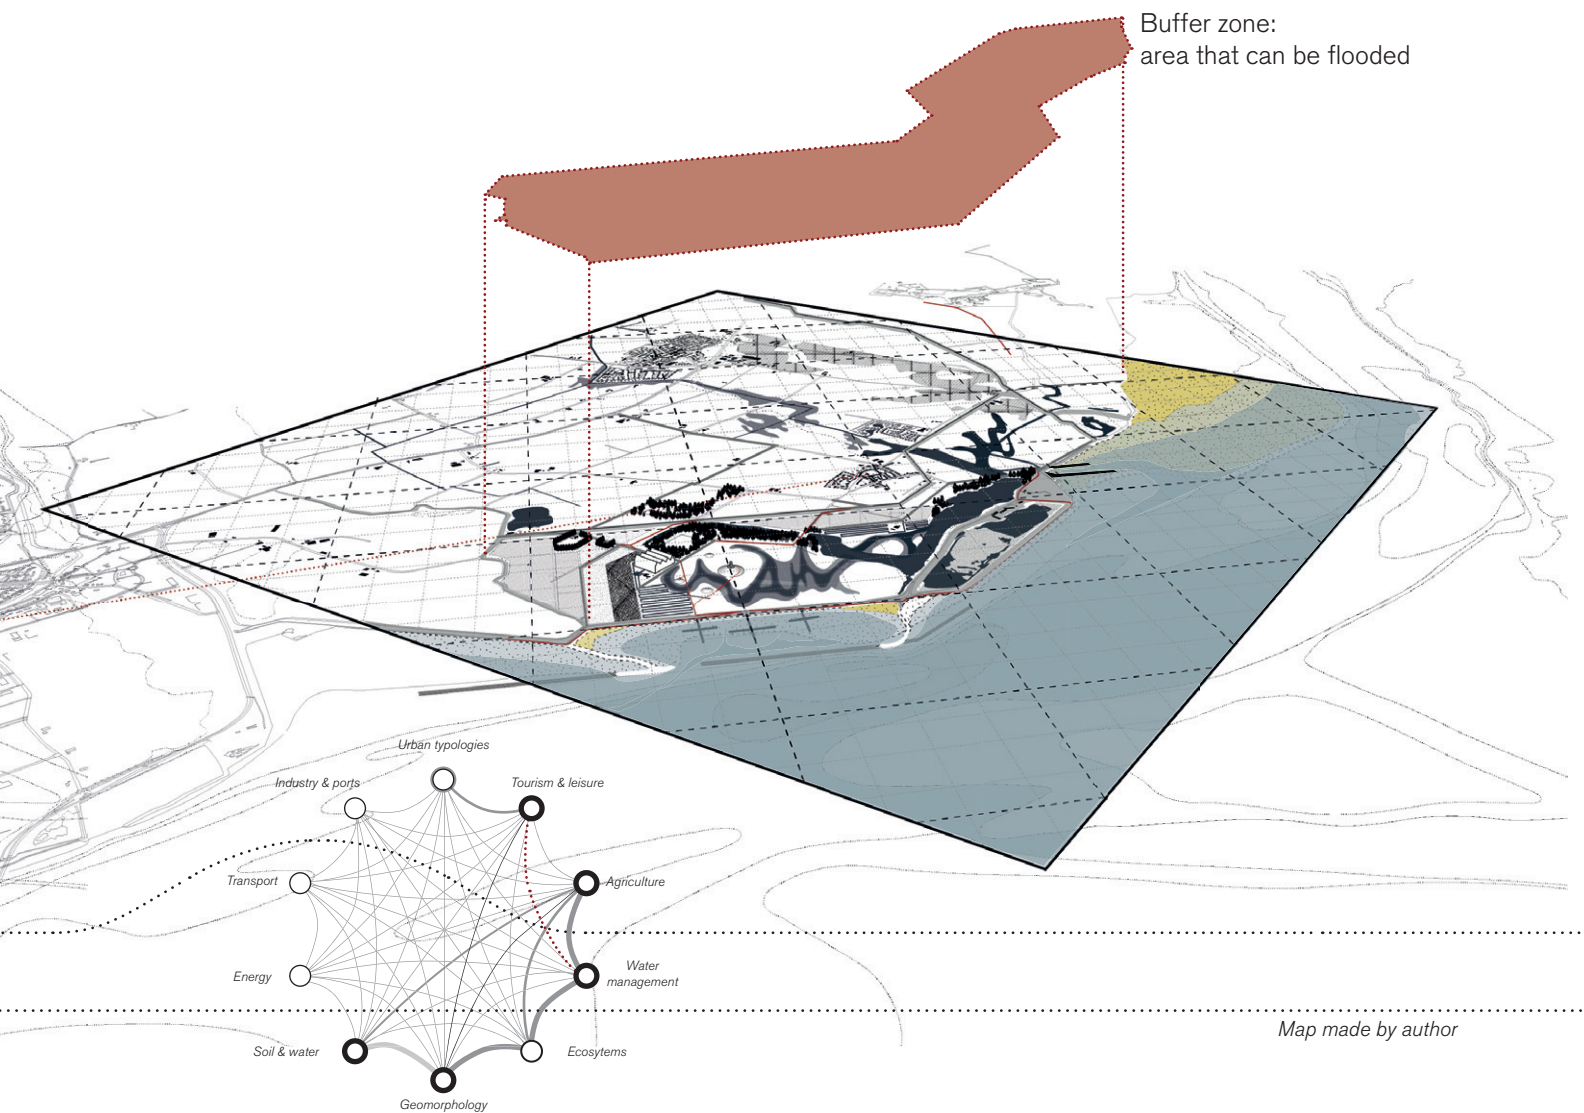 Buffer zone:
area that can be flooded
Urban typologies
Industry & ports
Tourism & leisure
Transport
Agriculture
Energy
Water
management
Soil & water
Ecosytems
Geomorphology
Map made by author